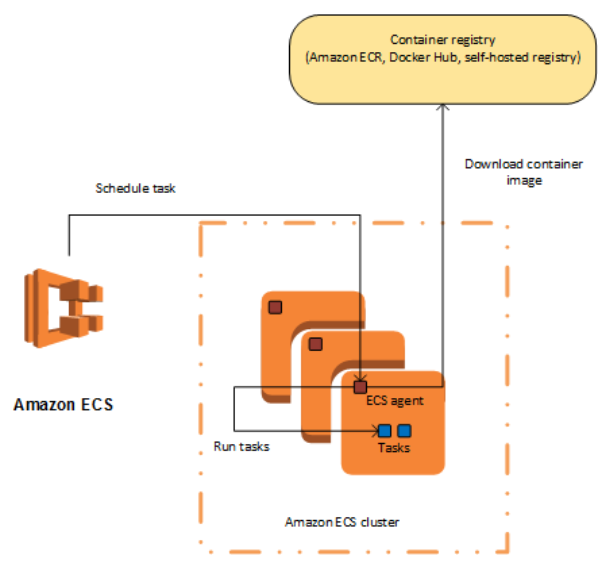 Container registry
(Amazon ECR, Docker Hub, self-hosted registry)
Download container
image
Schedule task
Amazon ECS
ECS agent
Run tasks
Tasks
Amazon ECS cluster